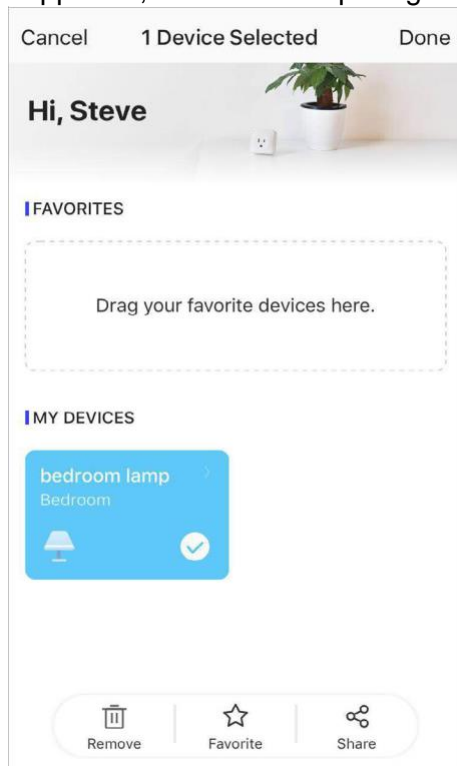 Cancel 1 Device Selected Done
Hi, Steve
FAVORITES
Drag your favorite devices here.
MY DEVICES
bedroom lamp
Bedroom
Remove Favorite Share